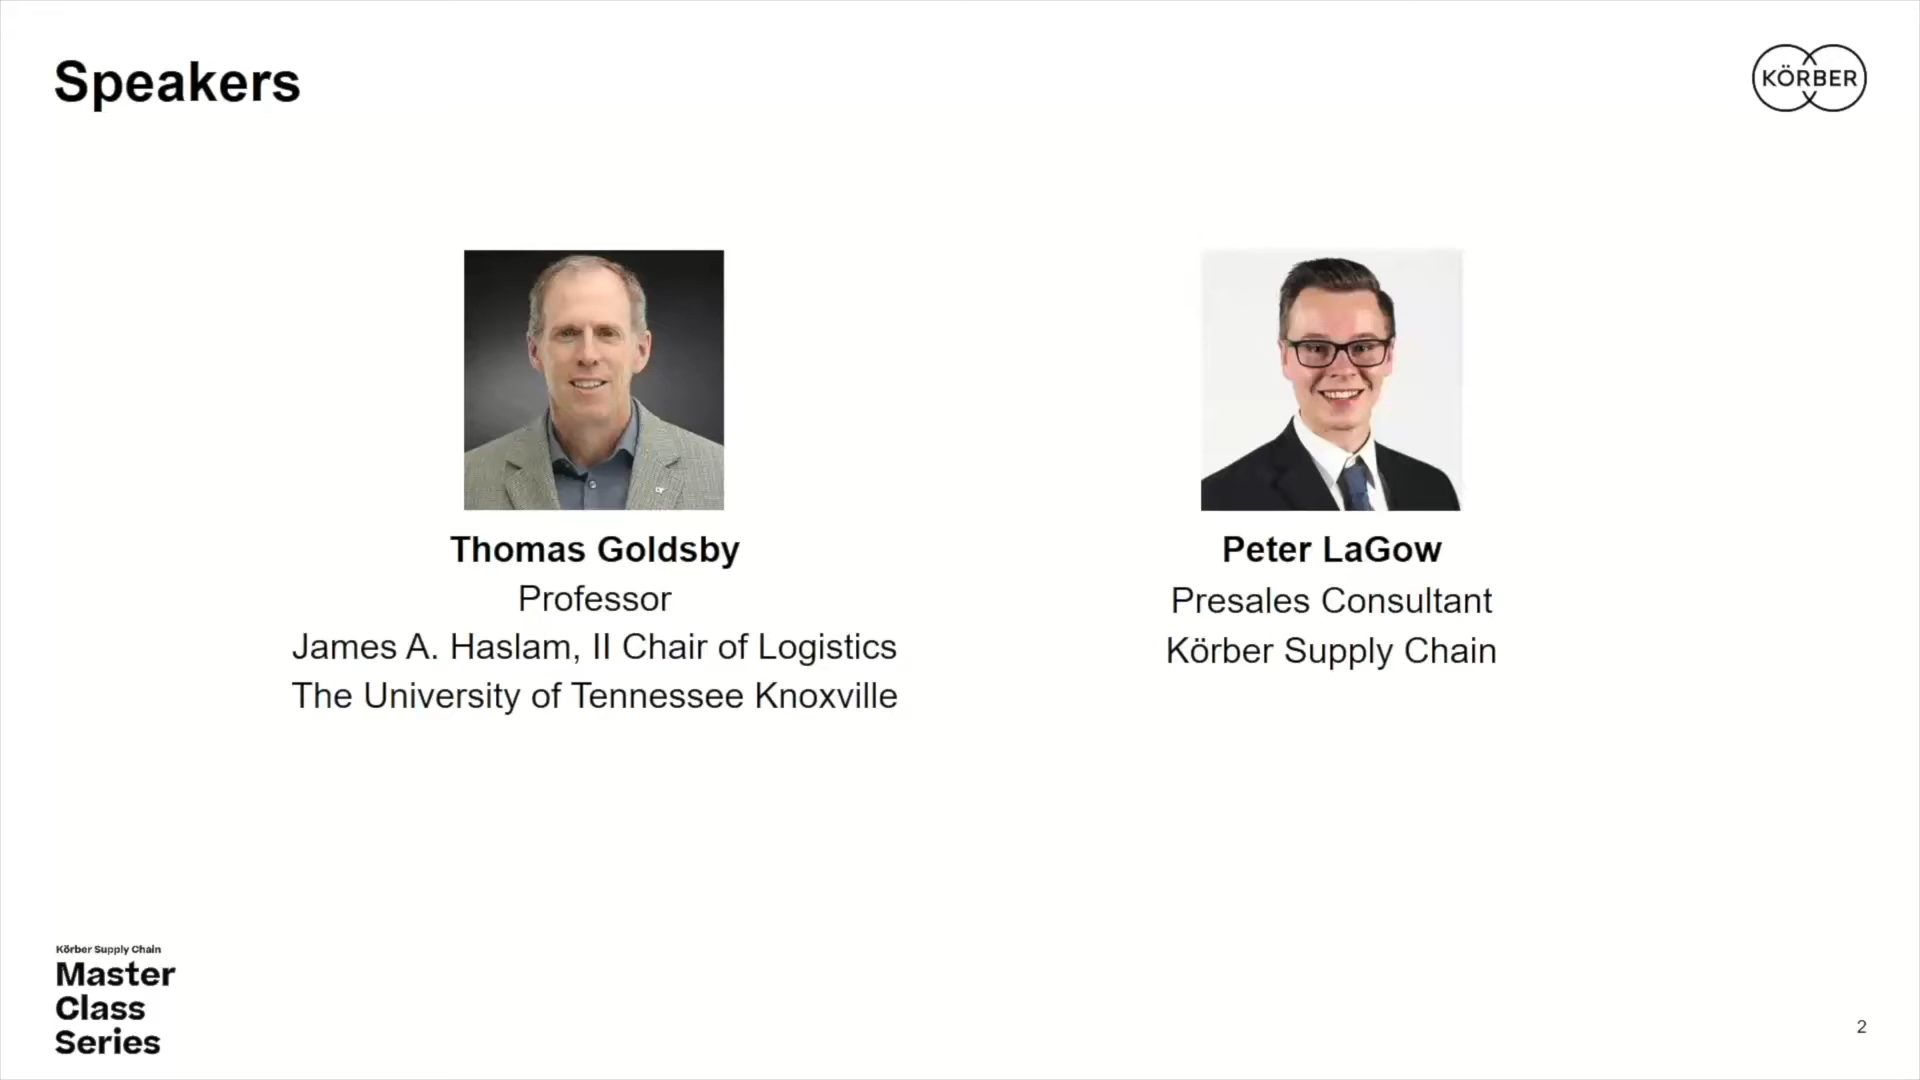 Speakers
KÖRBER
Thomas Goldsby
Professor
James A. Haslam, II Chair of Logistics
The University of Tennessee Knoxville
Peter LaGow
Presales Consultant
Körber Supply Chain
Körber Supply Chain
Master
Class
Series
2